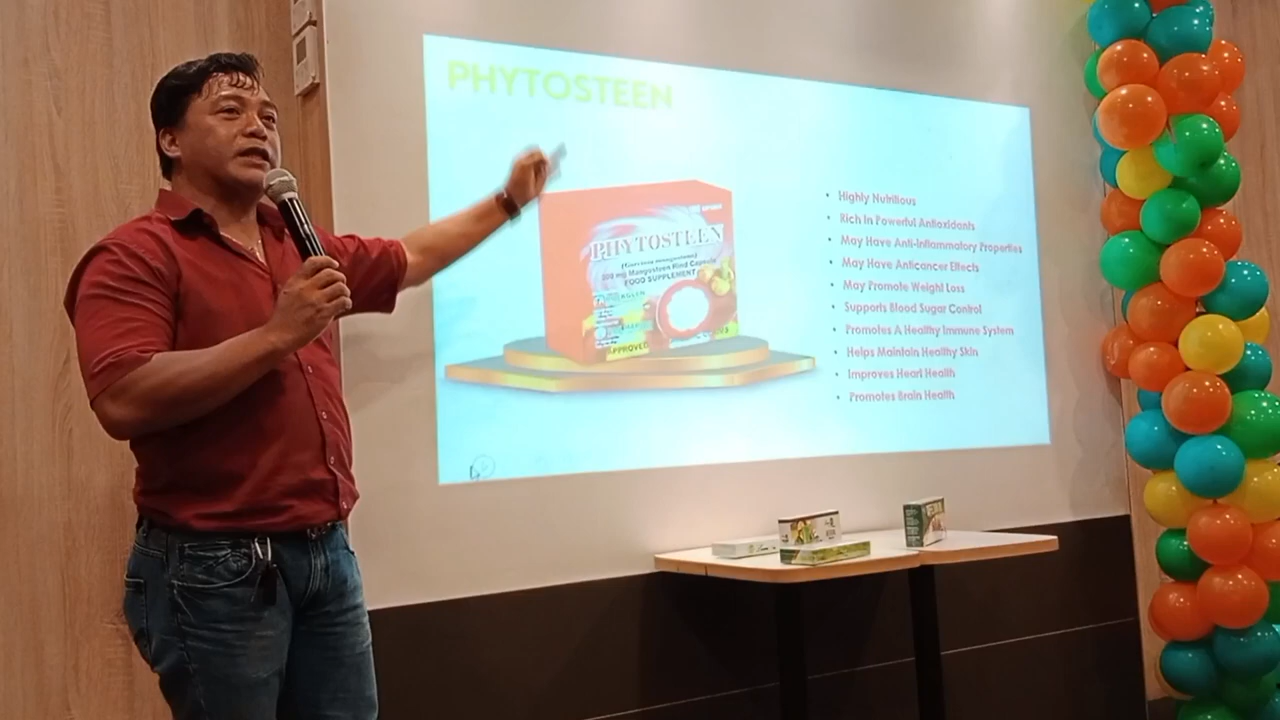 PHYTOSTEEN
PHYTOSTEEN
(Garcinia mangostana)
500 mg Mangosteen Rind Capsule
FOOD SUPPLEMENT
APPROVED
• Highly Nutritious
• Rich In Powerful Antioxidants
• May Have Anti-Inflammatory Properties
• May Have Anticancer Effects
• May Promote Weight Loss
• Supports Blood Sugar Control
• Promotes A Healthy Immune System
• Helps Maintain Healthy Skin
• Improves Heart Health
• Promotes Brain Health